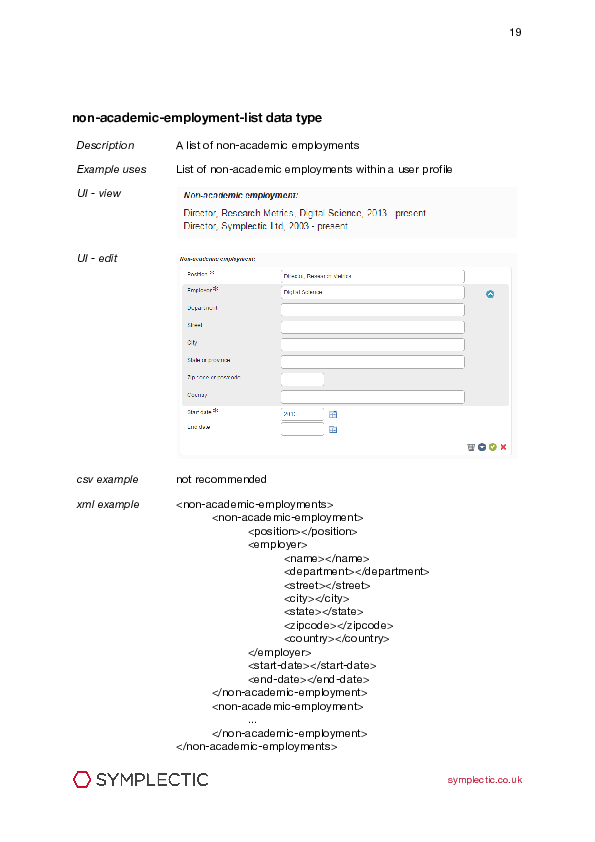 19
non-academic-employment-list data type
Description A list of non-academic employments
Example uses List of non-academic employments within a user profile
UI - view
Non-academic employment:
Director, Research Metrics, Digital Science, 2013 - present
Director, Symplectic Ltd, 2003 - present
UI - edit
Non-academic employment:
Position * Director, Research Metrics
Employer * Digital Science
Department
Street
City
State or province
Zip code or postcode
Country
Start date * 2013
End date
csv example not recommended
xml example <non-academic-employments>
<non-academic-employment>
<position></position>
<employer>
<name></name>
<department></department>
<street></street>
<city></city>
<state></state>
<zipcode></zipcode>
<country></country>
</employer>
<start-date></start-date>
<end-date></end-date>
</non-academic-employment>
<non-academic-employment>
...
</non-academic-employment>
</non-academic-employments>
SYMPLECTIC
symplectic.co.uk